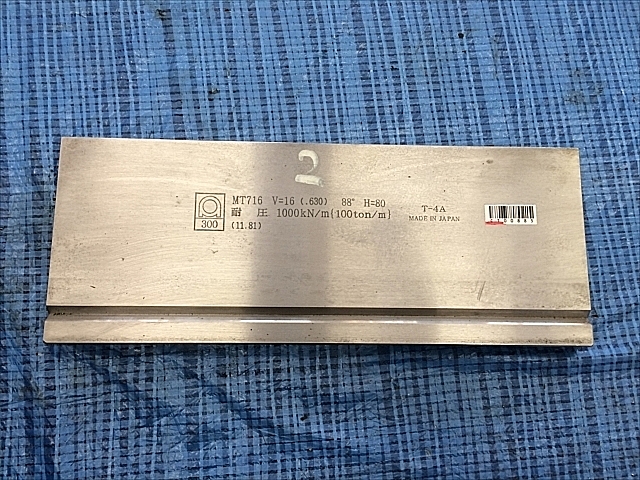 2
MT716 V=16 (.630) 88° H=80
耐 圧 1000kN/m{100ton/m}
300
(11.81)
T-4A
MADE IN JAPAN